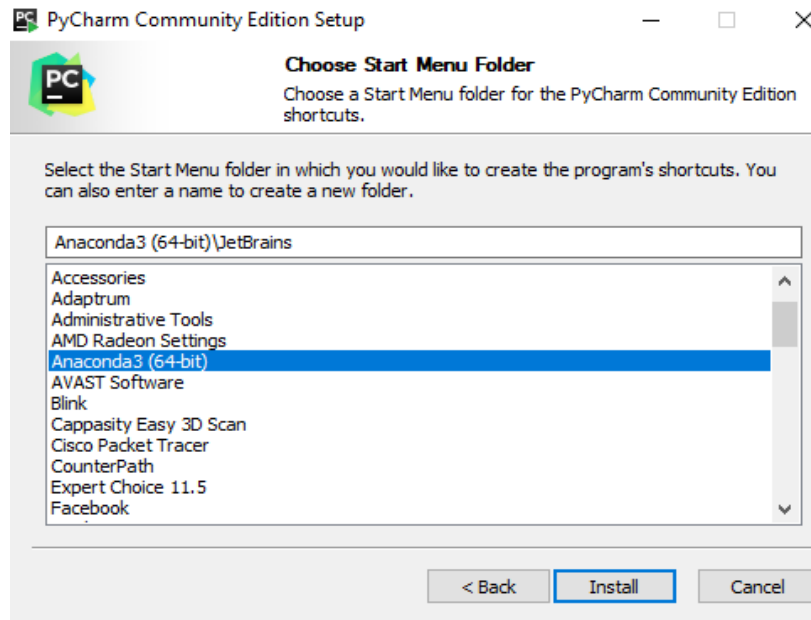 PyCharm Community Edition Setup
PC
Choose Start Menu Folder
Choose a Start Menu folder for the PyCharm Community Edition
shortcuts.
Select the Start Menu folder in which you would like to create the program's shortcuts. You
can also enter a name to create a new folder.
Anaconda3 (64-bit)\JetBrains
Accessories
Adaptrum
Administrative Tools
AMD Radeon Settings
Anaconda3 (64-bit)
AVAST Software
Blink
Cappasity Easy 3D Scan
Cisco Packet Tracer
CounterPath
Expert Choice 11.5
Facebook
< Back
Install
Cancel